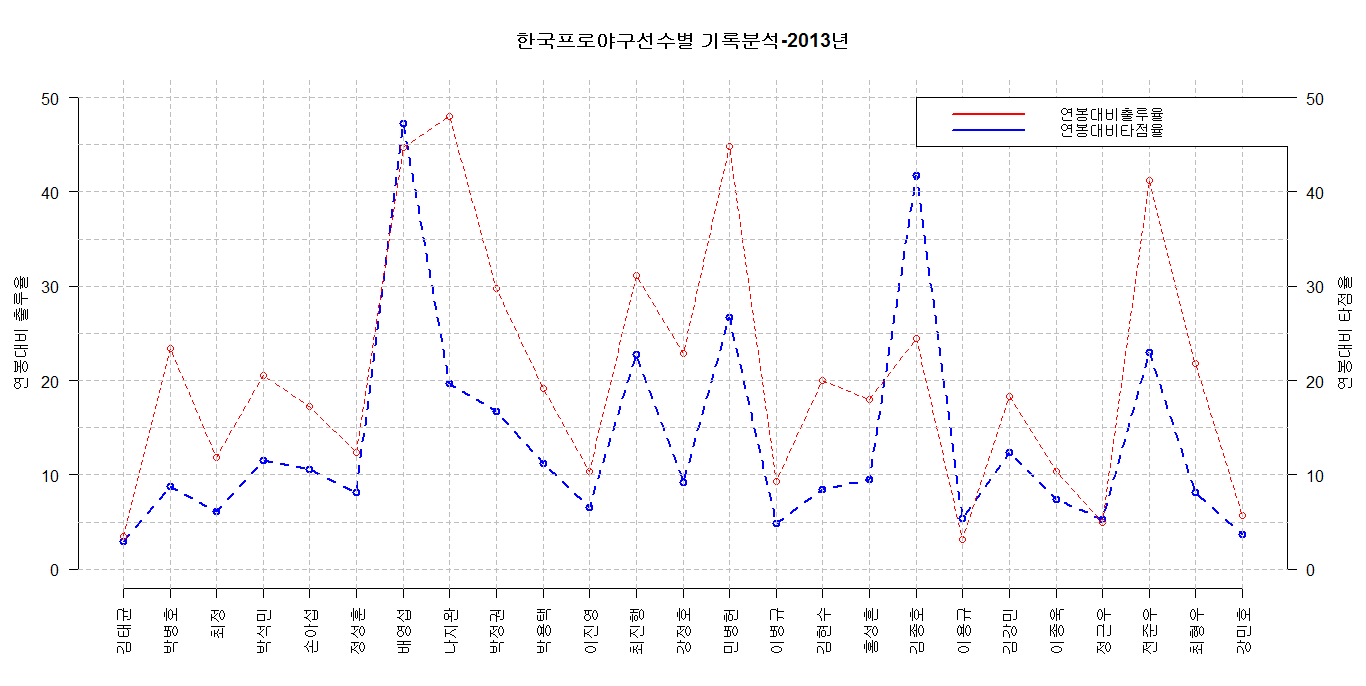 한국프로야구선수별 기록분석-2013년
연봉대비출루율
연봉대비타점율
연봉대비 출루율
50
40
30
20
10
0
50
40
30
20
10
0
연봉대비 타점율
김태균
박병호
최정
박석민
손아섭
정성훈
배영섭
나지완
박정권
박용택
이진영
최진행
강정호
민병헌
이병규
김현수
홍성흔
김종호
이용규
김강민
이종욱
정근우
전준우
최형우
강민호